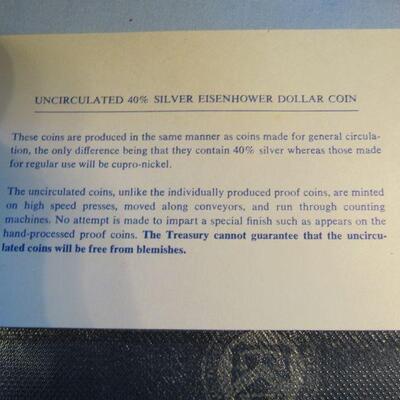 UNCIRCULATED 40% SILVER EISENHOWER DOLLAR COIN
These coins are produced in the same manner as coins made for general circula-
tion, the only difference being that they contain 40% silver whereas those made
for regular use will be cupro-nickel.
The uncirculated coins, unlike the individually produced proof coins, are minted
on high speed presses, moved along conveyors, and run through counting
machines. No attempt is made to impart a special finish such as appears on the
hand-processed proof coins. The Treasury cannot guarantee that the uncircu-
lated coins will be free from blemishes.